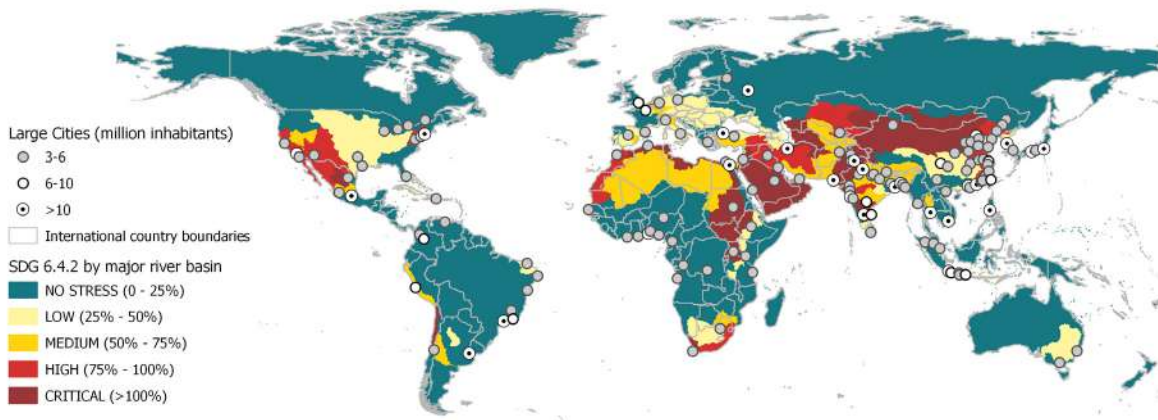 Large Cities (million inhabitants)
3-6
6-10
>10
International country boundaries
SDG 6.4.2 by major river basin
NO STRESS (0 - 25%)
LOW (25% - 50%)
MEDIUM (50% - 75%)
HIGH (75% - 100%)
CRITICAL (>100%)